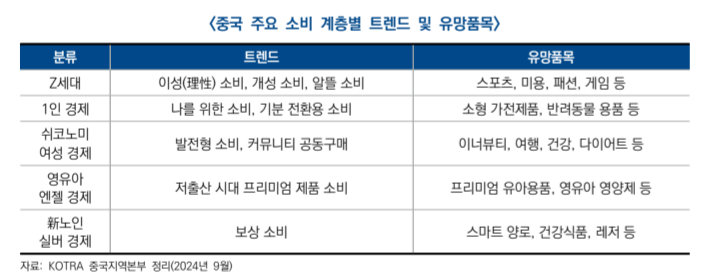 <중국 주요 소비 계층별 트렌드 및 유망품목>
분류 트렌드 유망품목
Z세대 이성(理性) 소비, 개성 소비, 알뜰 소비 스포츠, 미용, 패션, 게임 등
1인 경제 나를 위한 소비, 기분 전환용 소비 소형 가전제품, 반려동물 용품 등
쉬코노미
여성 경제 발전형 소비, 커뮤니티 공동구매 이너뷰티, 여행, 건강, 다이어트 등
영유아
엔젤 경제 저출산 시대 프리미엄 제품 소비 프리미엄 유아용품, 영유아 영양제 등
新노인
실버 경제 보상 소비 스마트 양로, 건강식품, 레저 등
자료: KOTRA 중국지역본부 정리(2024년 9월)